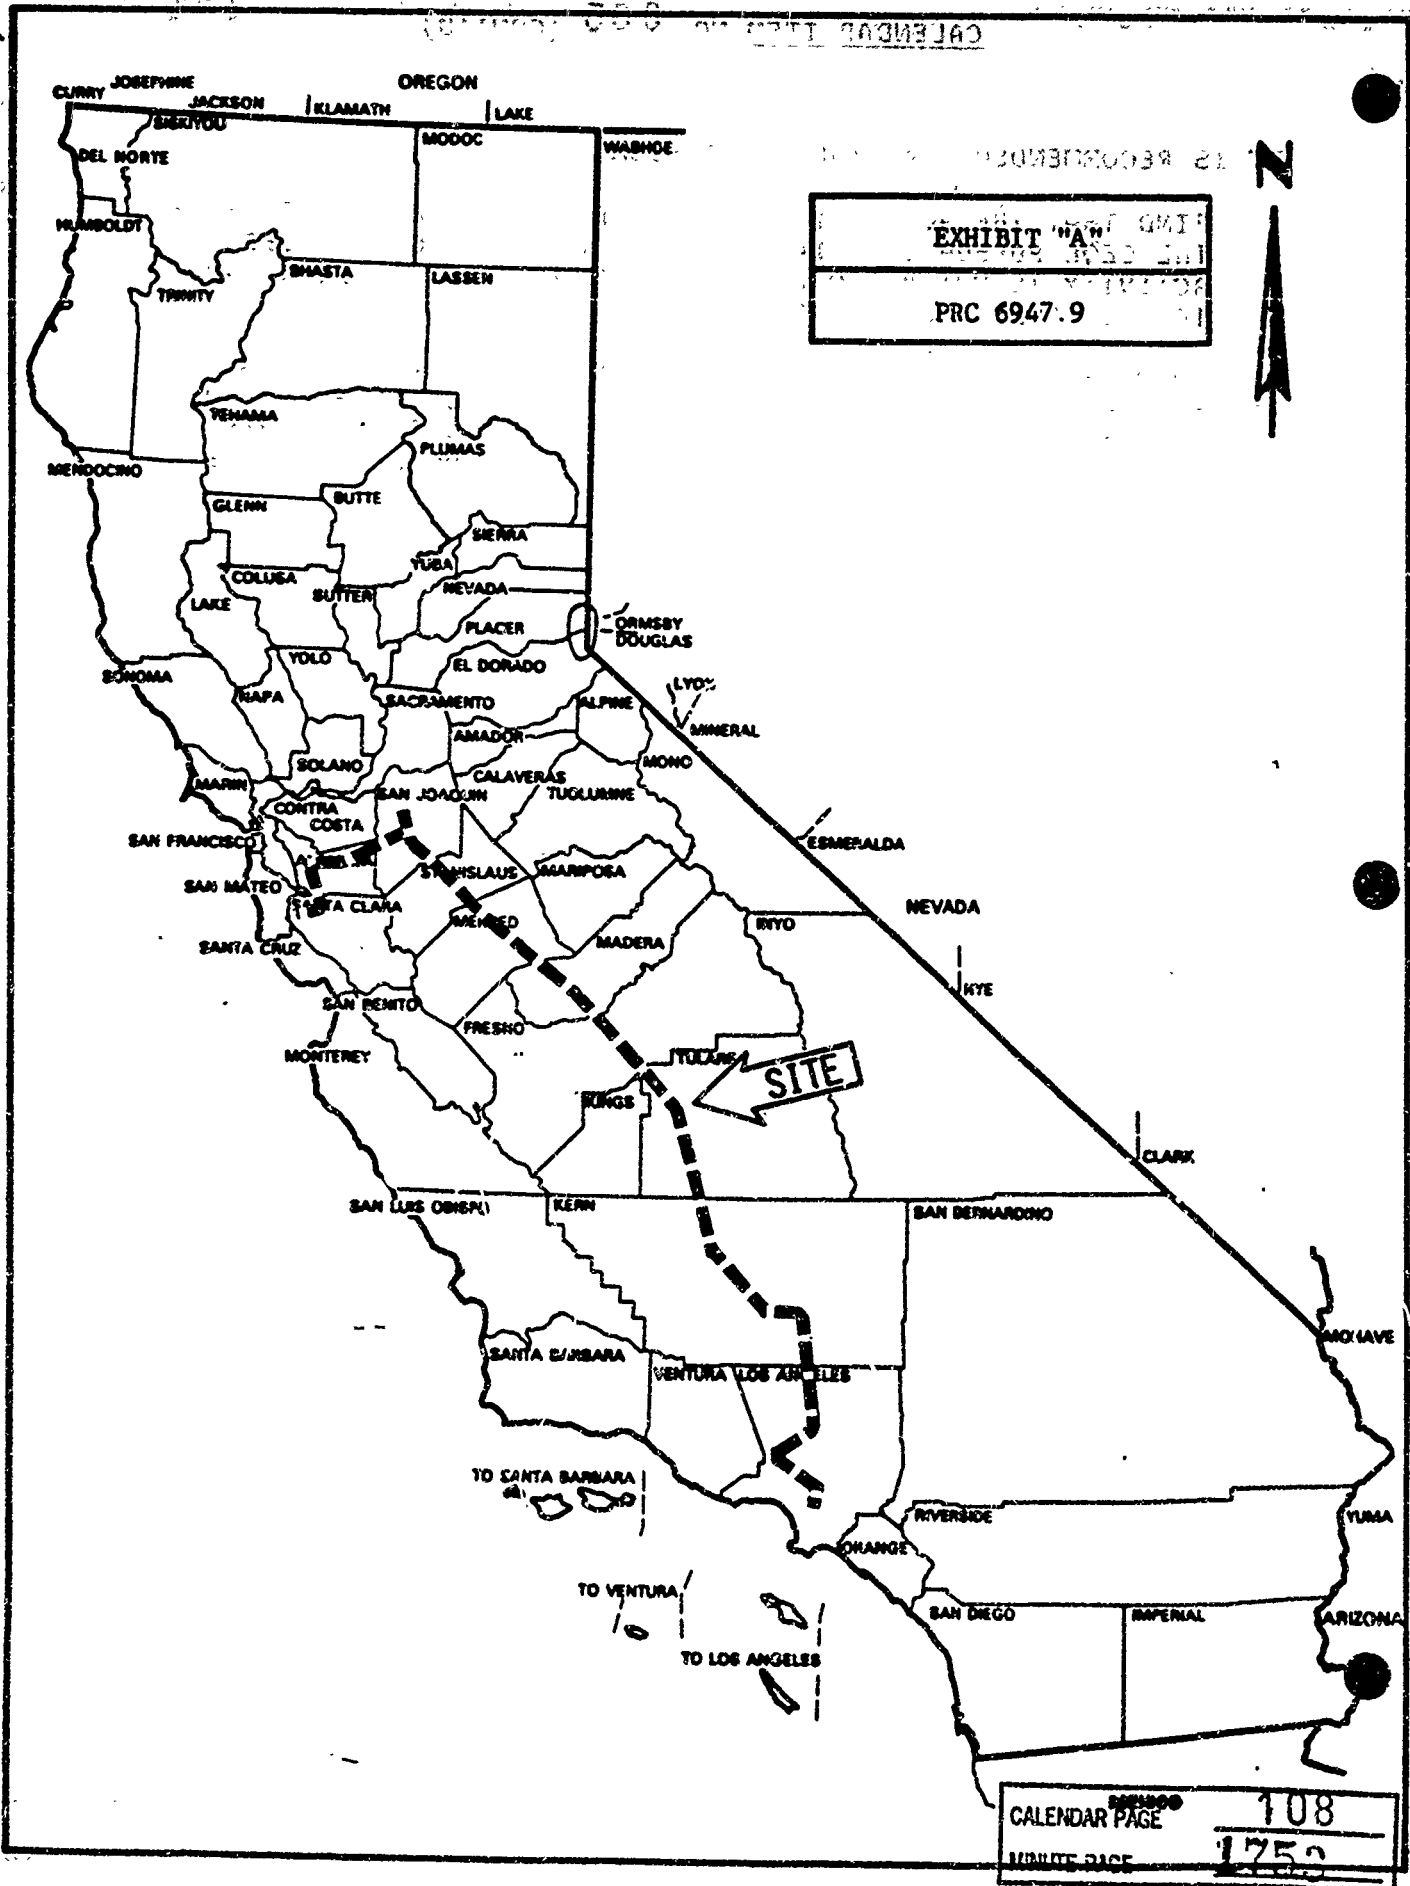 CALENDAR ITEM
OREGON
CURRY
JOSEPHINE
JACKSON
KLAMATH
LAKE
SISKIYOU
MODOC
WASHOE
DEL NORTE
IS RECOMMENDED
N
HUMBOLDT
EXHIBIT "A"
SHASTA
LASSEN
TRINITY
PRC 6947.9
TEHAMA
PLUMAS
MENDOCINO
BUTTE
GLENN
SIERRA
YUBA
COLUSA
NEVADA
SUTTER
LAKE
PLACER
ORMSBY
DOUGLAS
YOLO
EL DORADO
SONOMA
NAPA
SACRAMENTO
ALPINE
LYON
AMADOR
MINERAL
SOLANO
MONO
MARIN
CALAVERAS
SAN JOAQUIN
TUOLUMNE
CONTRA
COSTA
SAN FRANCISCO
ESMERALDA
STANISLAUS
MARIPOSA
SAN MATEO
SANTA CLARA
NEVADA
MERCED
INYO
SANTA CRUZ
MADERA
NYE
SAN BENITO
FRESNO
MONTEREY
TULARE
SITE
KINGS
CLARK
SAN LUIS OBISPO
KERN
SAN BERNARDINO
MOHAVE
SANTA BARBARA
VENTURA
LOS ANGELES
TO SANTA BARBARA
RIVERSIDE
YUMA
ORANGE
TO VENTURA
SAN DIEGO
IMPERIAL
ARIZONA
TO LOS ANGELES
MEXICO
CALENDAR PAGE 108
MINUTE PAGE